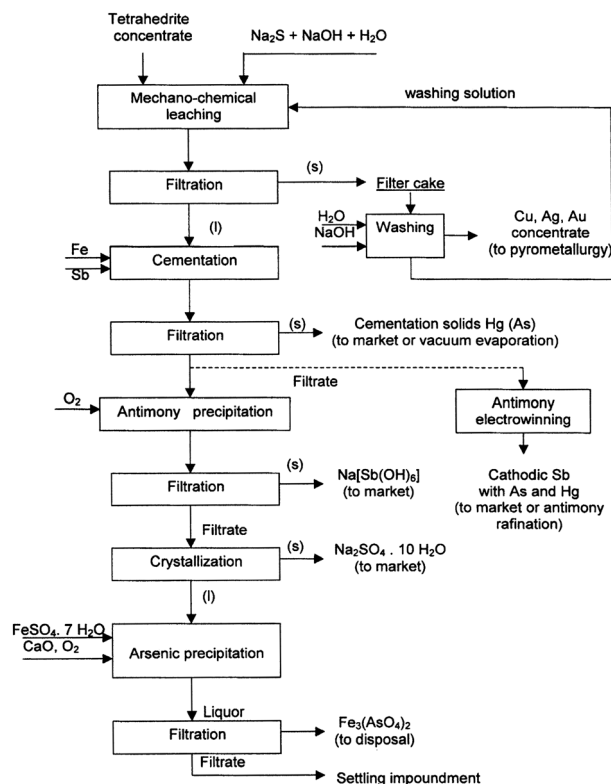 Tetrahedrite
concentrate
Na₂S + NaOH + H₂O
Mechano-chemical
leaching
washing solution
Filtration
(s)
Filter cake
(l)
H₂O
NaOH
Washing
Cu, Ag, Au
concentrate
(to pyrometallurgy)
Fe
Sb
Cementation
Filtration
(s)
Cementation solids Hg (As)
(to market or vacuum evaporation)
Filtrate
O₂
Antimony precipitation
Antimony
electrowinning
Filtration
(s)
Na[Sb(OH)₆]
(to market)
Cathodic Sb
with As and Hg
(to market or antimony
rafination)
Filtrate
Crystallization
(s)
Na₂SO₄ . 10 H₂O
(to market)
(l)
FeSO₄. 7 H₂O
CaO, O₂
Arsenic precipitation
Liquor
Filtration
Fe₃(AsO₄)₂
(to disposal)
Filtrate
Settling impoundment